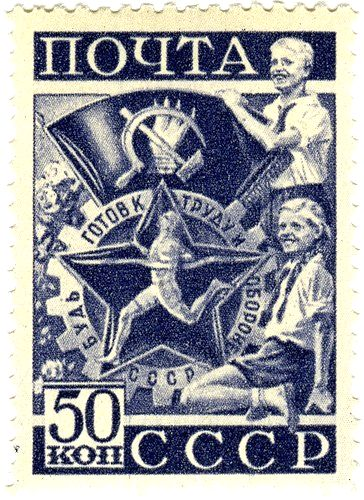 ПОЧТА
БУДЬ ГОТОВ К ТРУДУ И ОБОРОНЕ
СССР
50
КОП
СССР